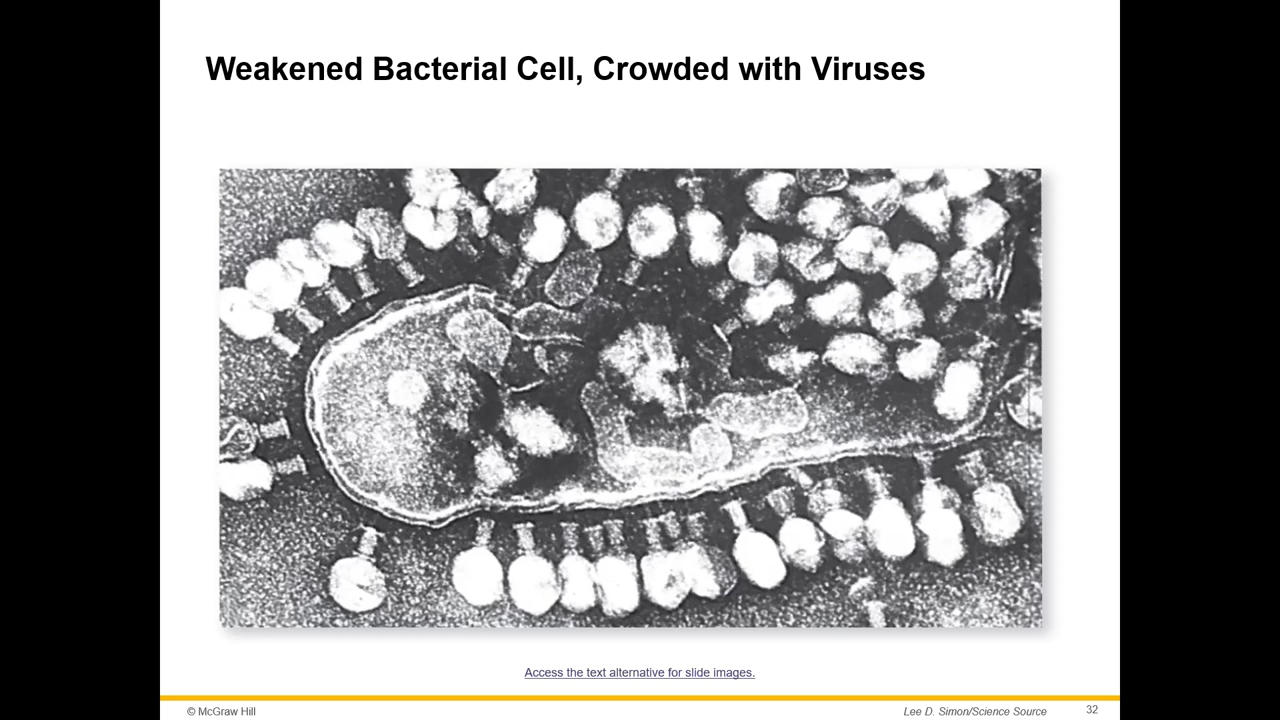 Weakened Bacterial Cell, Crowded with Viruses
Access the text alternative for slide images.
© McGraw Hill
Lee D. Simon/Science Source
32